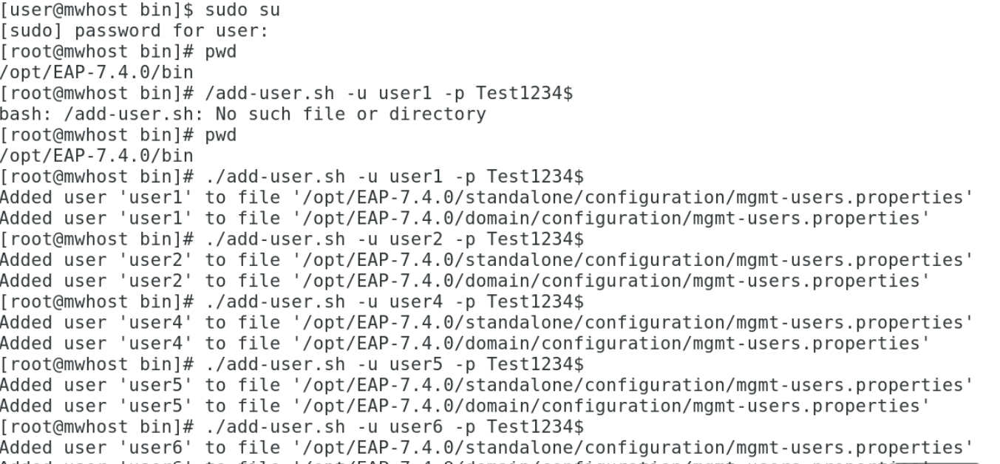 [user@mwhost bin]$ sudo su
[sudo] password for user:
[root@mwhost bin]# pwd
/opt/EAP-7.4.0/bin
[root@mwhost bin]# /add-user.sh -u user1 -p Test1234$
bash: /add-user.sh: No such file or directory
[root@mwhost bin]# pwd
/opt/EAP-7.4.0/bin
[root@mwhost bin]# ./add-user.sh -u user1 -p Test1234$
Added user 'user1' to file '/opt/EAP-7.4.0/standalone/configuration/mgmt-users.properties'
Added user 'user1' to file '/opt/EAP-7.4.0/domain/configuration/mgmt-users.properties'
[root@mwhost bin]# ./add-user.sh -u user2 -p Test1234$
Added user 'user2' to file '/opt/EAP-7.4.0/standalone/configuration/mgmt-users.properties'
Added user 'user2' to file '/opt/EAP-7.4.0/domain/configuration/mgmt-users.properties'
[root@mwhost bin]# ./add-user.sh -u user4 -p Test1234$
Added user 'user4' to file '/opt/EAP-7.4.0/standalone/configuration/mgmt-users.properties'
Added user 'user4' to file '/opt/EAP-7.4.0/domain/configuration/mgmt-users.properties'
[root@mwhost bin]# ./add-user.sh -u user5 -p Test1234$
Added user 'user5' to file '/opt/EAP-7.4.0/standalone/configuration/mgmt-users.properties'
Added user 'user5' to file '/opt/EAP-7.4.0/domain/configuration/mgmt-users.properties'
[root@mwhost bin]# ./add-user.sh -u user6 -p Test1234$
Added user 'user6' to file '/opt/EAP-7.4.0/standalone/configuration/mgmt-users.properties'